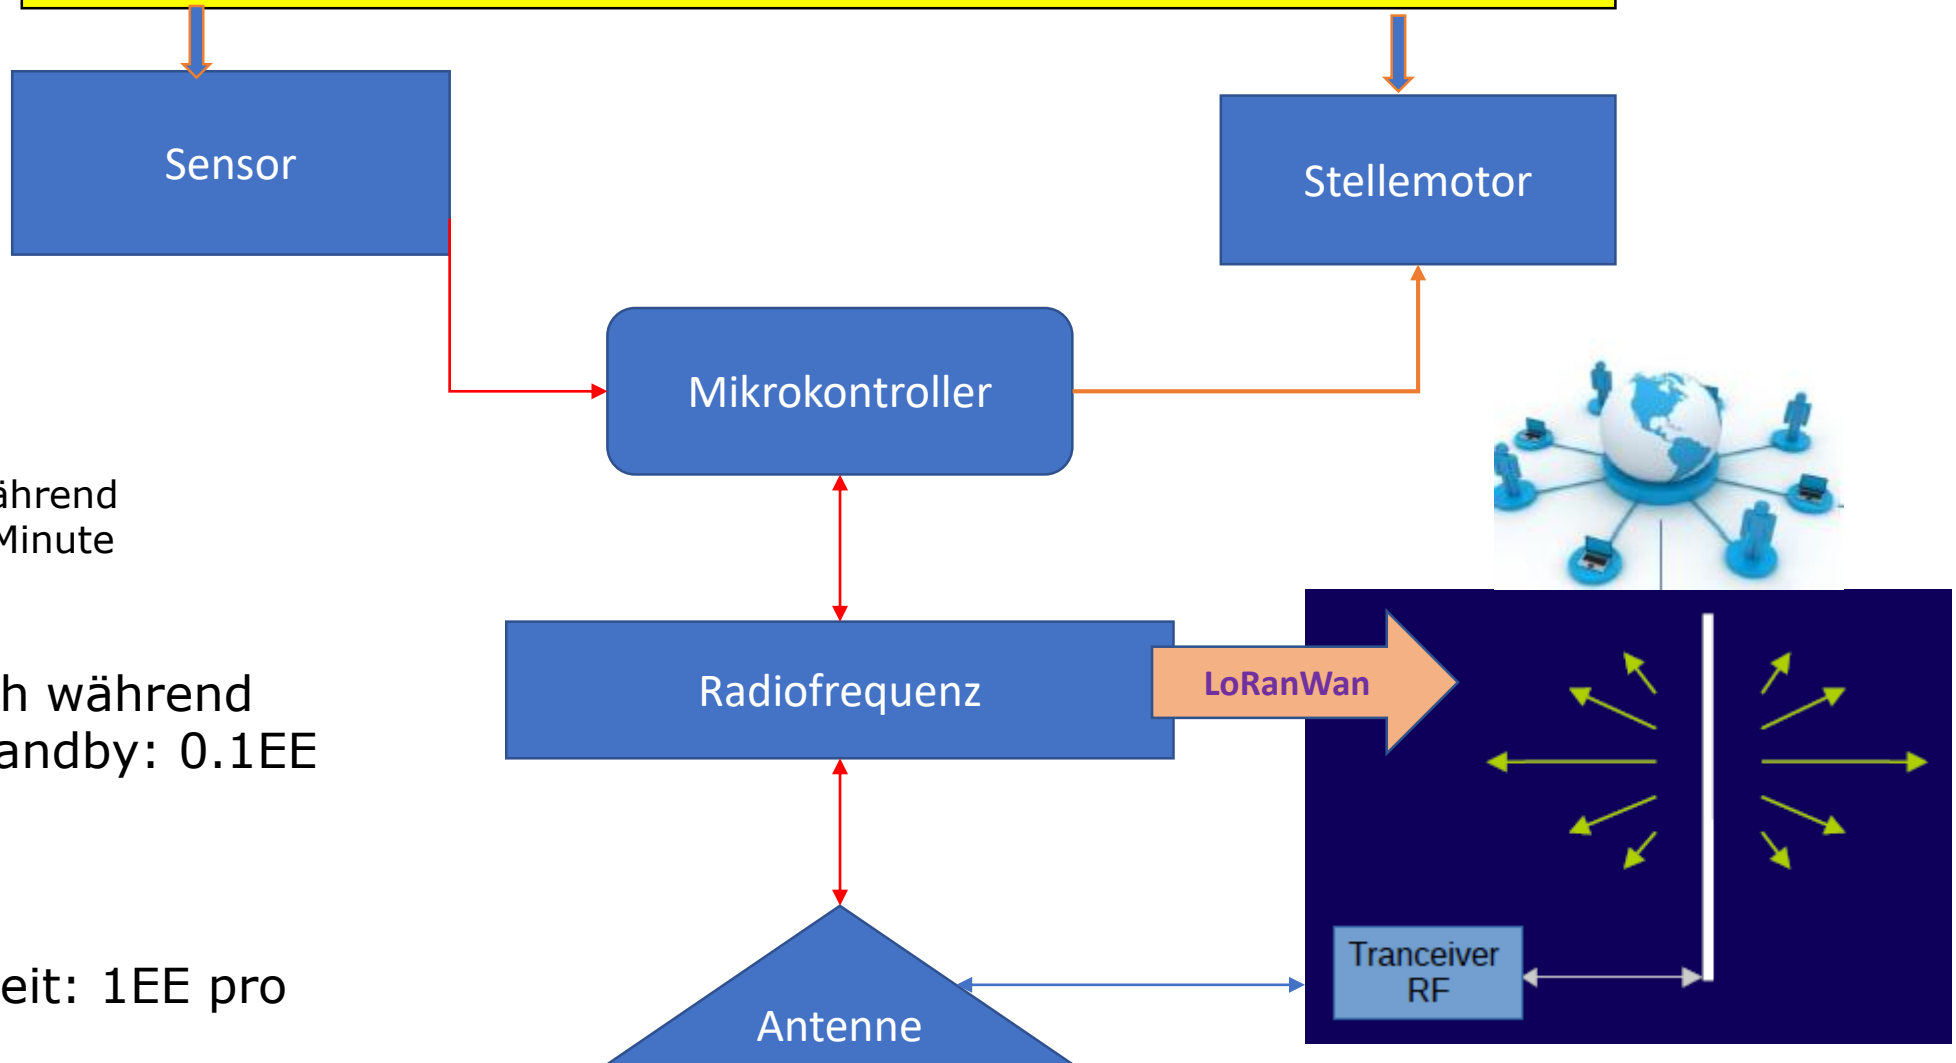 Sensor
Stellemotor
Mikrokontroller
ährend
Minute
h während
andby: 0.1EE
Radiofrequenz
LoRanWan
eit: 1EE pro
Antenne
Tranceiver
RF